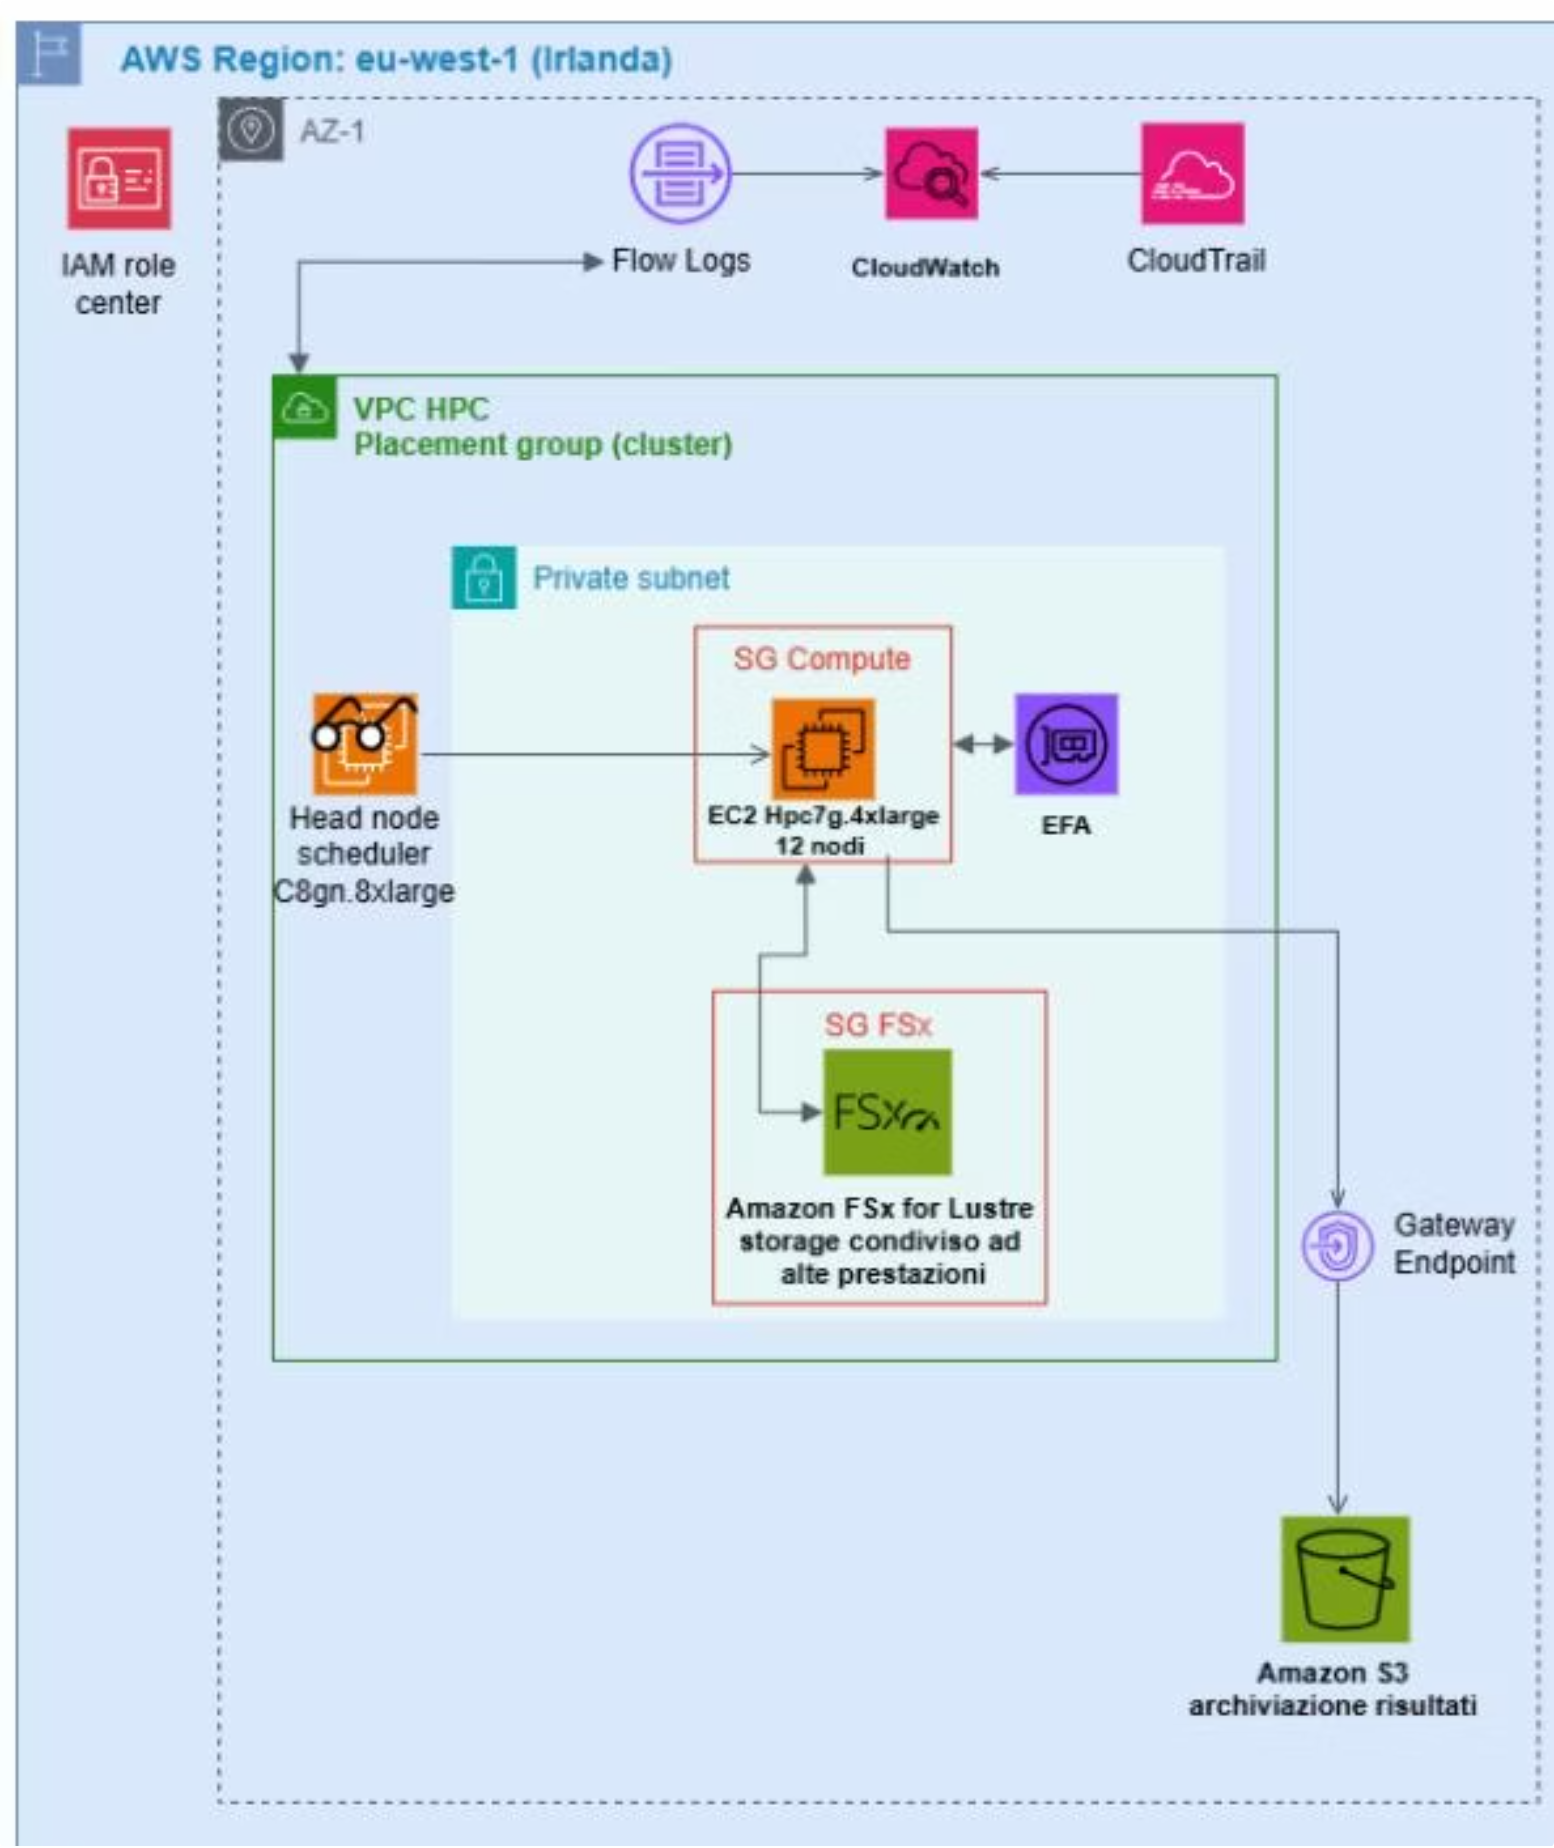 AWS Region: eu-west-1 (Irlanda)
AZ-1
IAM role
center
Flow Logs
CloudWatch
CloudTrail
VPC HPC
Placement group (cluster)
Private subnet
SG Compute
Head node
scheduler
C8gn.8xlarge
EC2 Hpc7g.4xlarge
12 nodi
EFA
SG FSx
FSx
Amazon FSx for Lustre
storage condiviso ad
alte prestazioni
Gateway
Endpoint
Amazon S3
archiviazione risultati